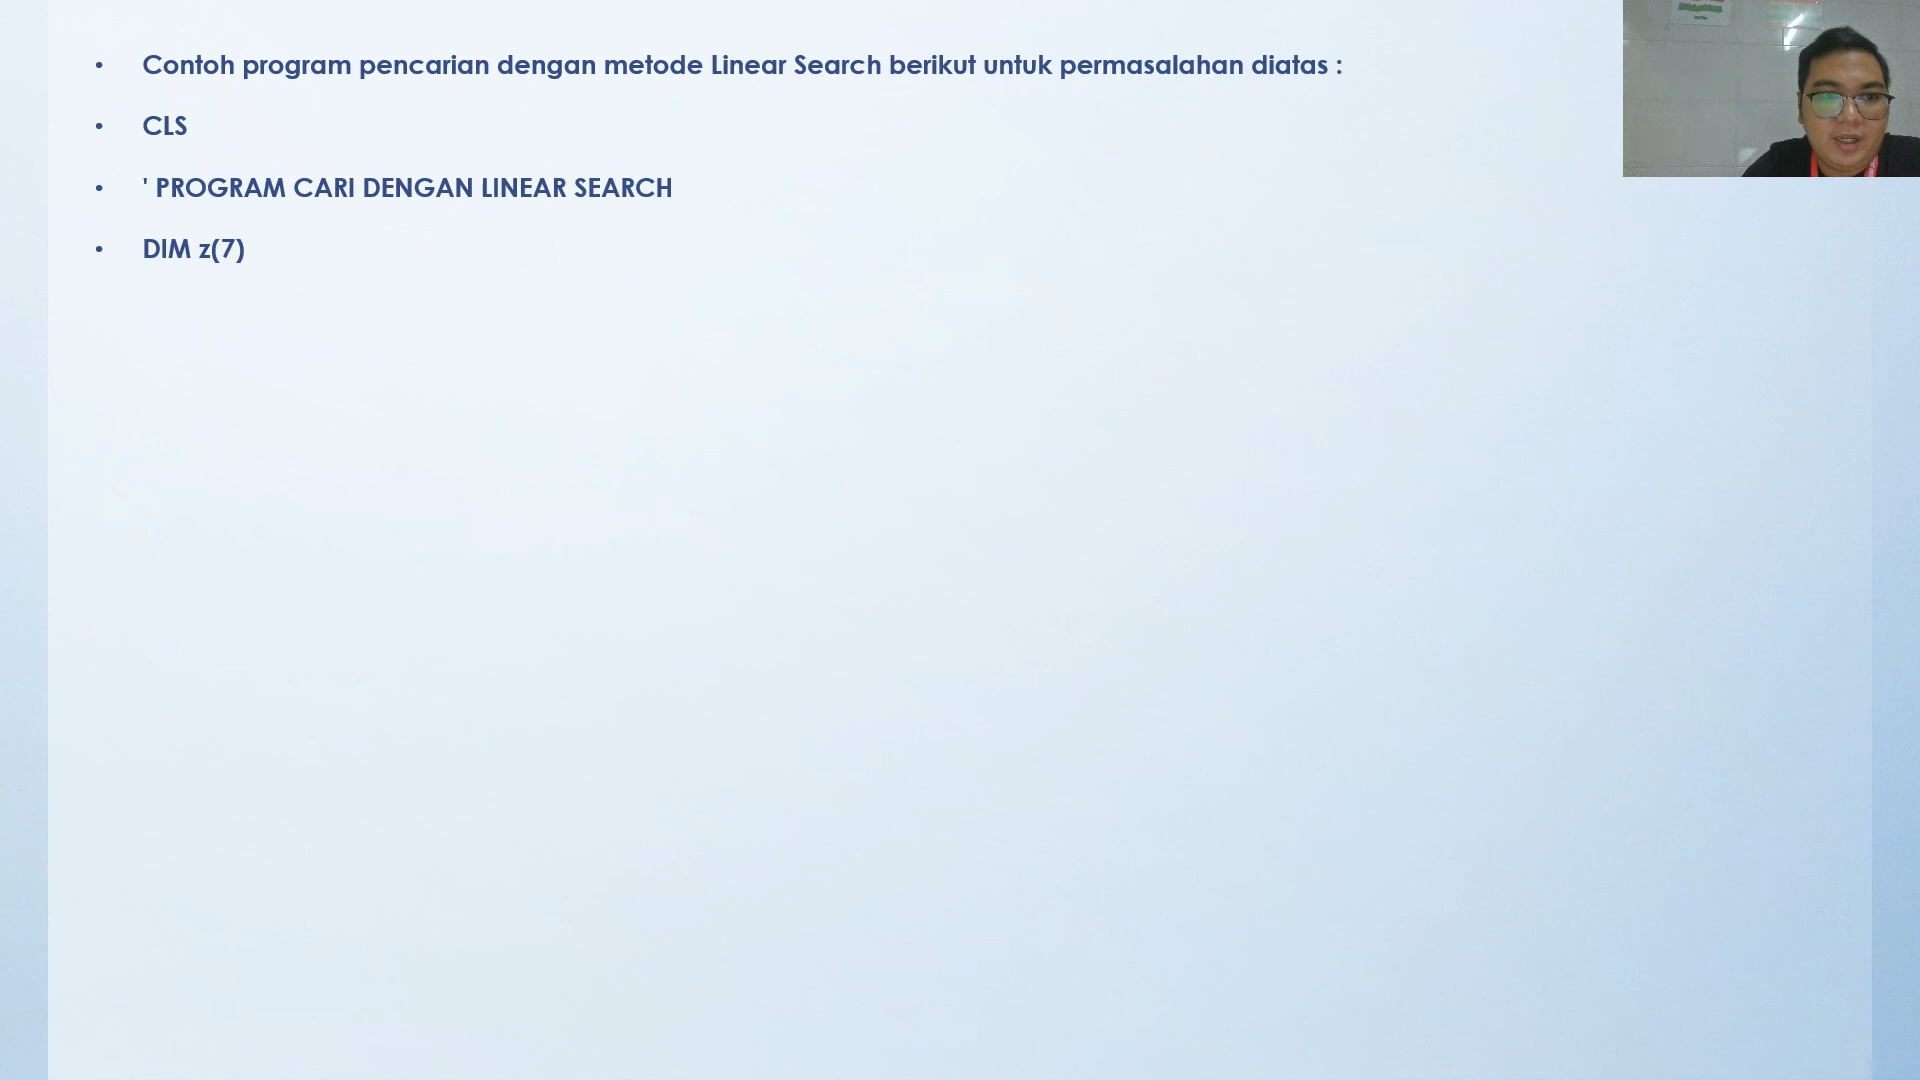 • Contoh program pencarian dengan metode Linear Search berikut untuk permasalahan diatas :
• CLS
• ' PROGRAM CARI DENGAN LINEAR SEARCH
• DIM z(7)